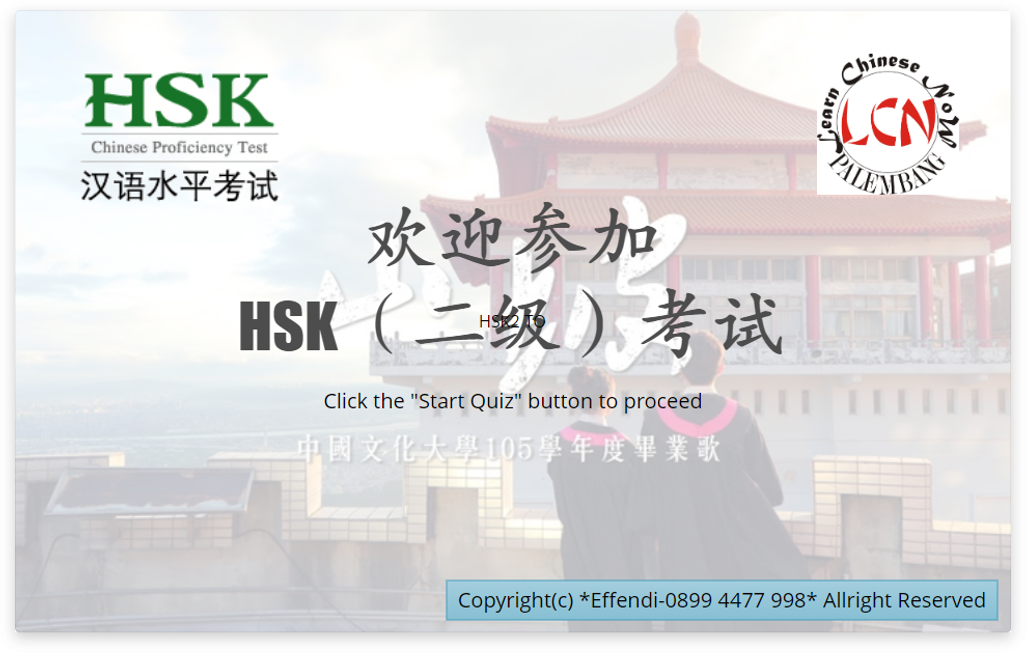 HSK
Chinese Proficiency Test
汉语水平考试
Learn Chinese NoW
LCN
PALEMBANG
欢迎参加
HSK（二级）考试
HSK2 TO
Click the "Start Quiz" button to proceed
中國文化大學105學年度畢業歌
Copyright(c) *Effendi-0899 4477 998* Allright Reserved